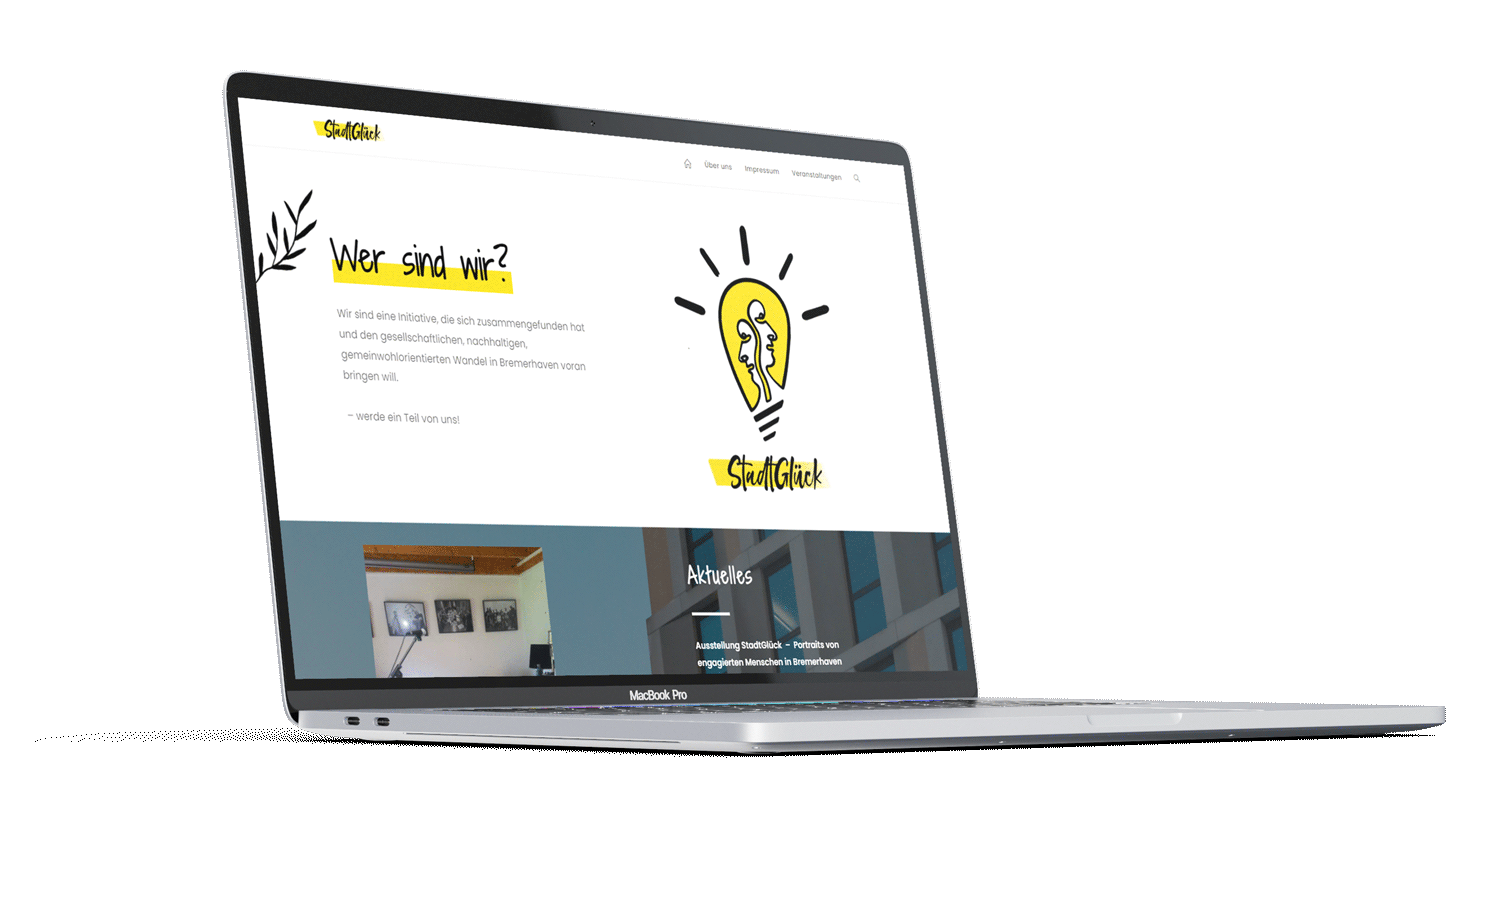 StadtGlück
Über uns Impressum Veranstaltungen
Wer sind wir?
Wir sind eine Initiative, die sich zusammengefunden hat
und den gesellschaftlichen, nachhaltigen,
gemeinwohlorientierten Wandel in Bremerhaven voran
bringen will.
– werde ein Teil von uns!
StadtGlück
Aktuelles
Ausstellung StadtGlück – Portraits von
engagierten Menschen in Bremerhaven
MacBook Pro